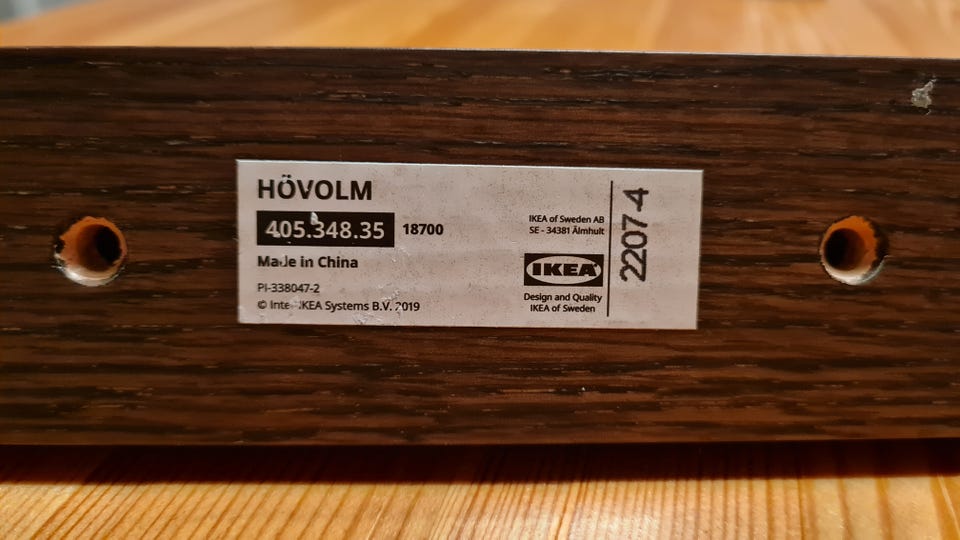 HÖVOLM
405.348.35 18700
Made in China
PI-338047-2
© Inter IKEA Systems B.V. 2019
IKEA of Sweden AB
SE - 34381 Älmhult
IKEA
Design and Quality
IKEA of Sweden
2207 4